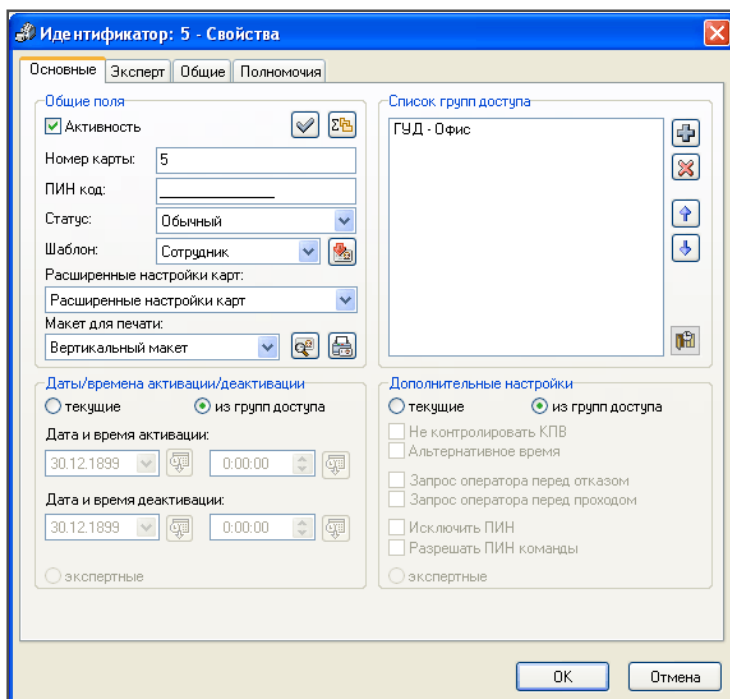 Идентификатор: 5 - Свойства
Основные Эксперт Общие Полномочия
Общие поля
Активность
Номер карты: 5
ПИН код:
Статус: Обычный
Шаблон: Сотрудник
Расширенные настройки карт:
Расширенные настройки карт
Макет для печати:
Вертикальный макет
Список групп доступа
ГУД - Офис
Даты/времена активации/деактивации
текущие из групп доступа
Дата и время активации:
30.12.1899 0:00:00
Дата и время деактивации:
30.12.1899 0:00:00
экспертные
Дополнительные настройки
текущие из групп доступа
Не контролировать КПВ
Альтернативное время
Запрос оператора перед отказом
Запрос оператора перед проходом
Исключить ПИН
Разрешать ПИН команды
экспертные
OK Отмена